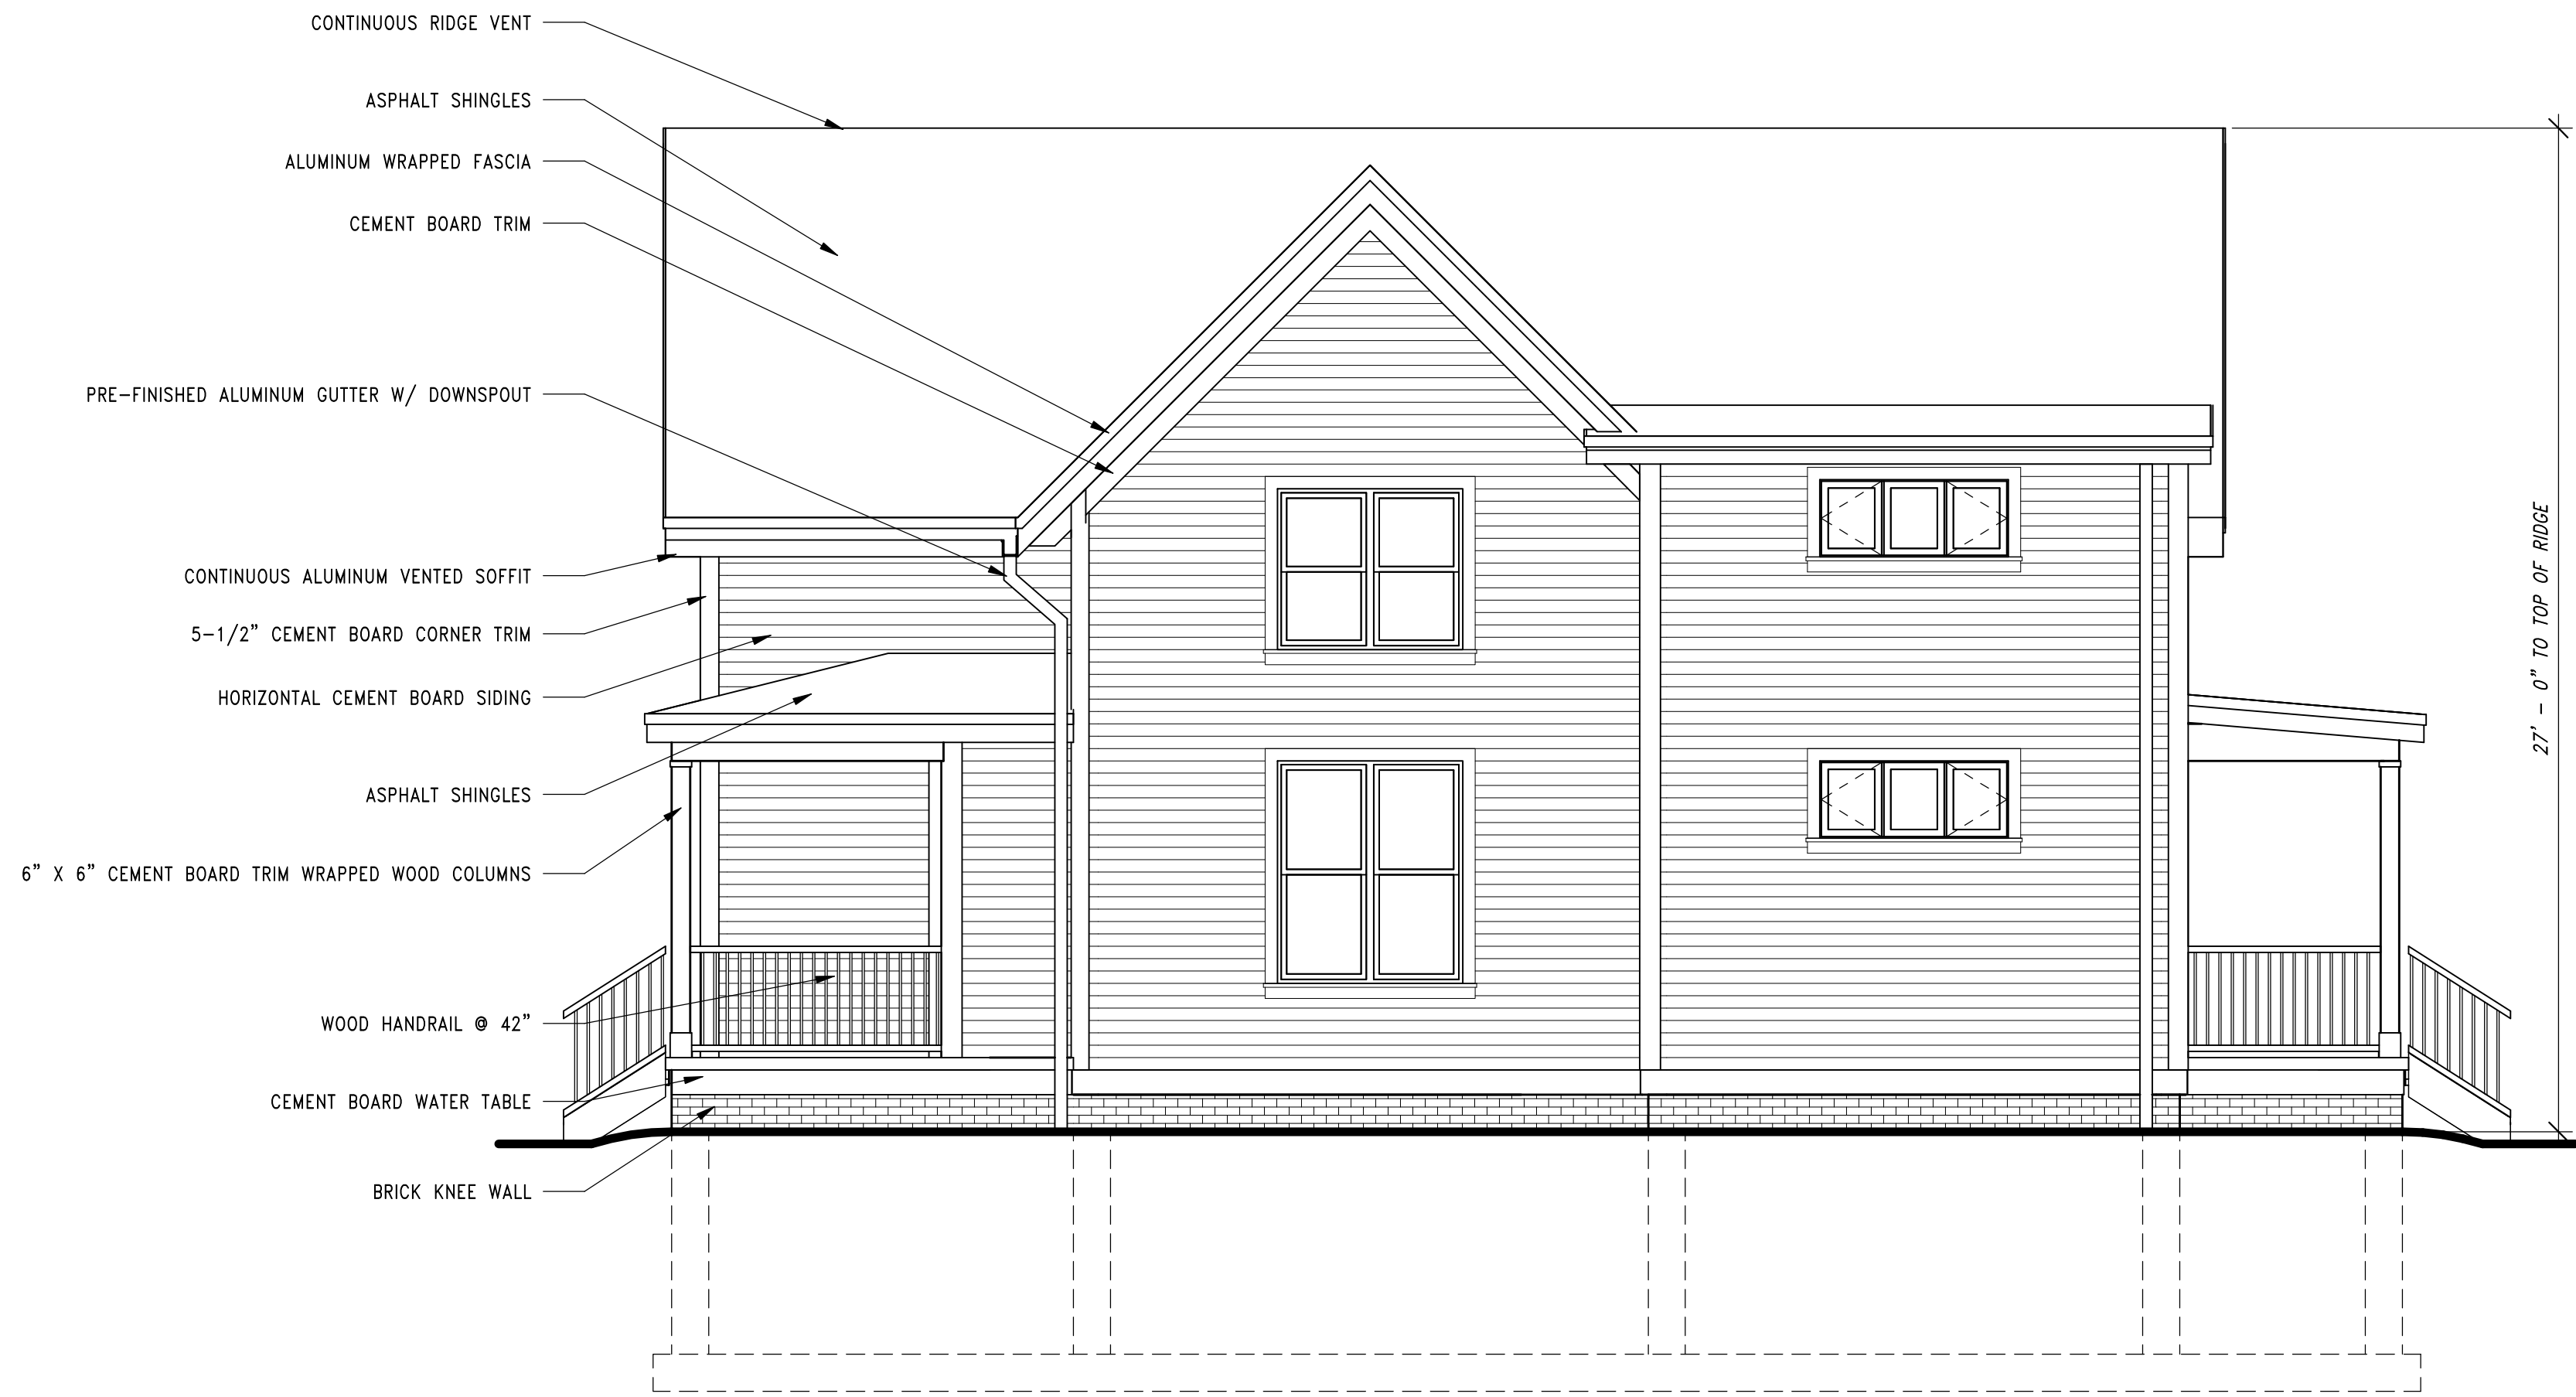 CONTINUOUS RIDGE VENT
ASPHALT SHINGLES
ALUMINUM WRAPPED FASCIA
CEMENT BOARD TRIM
PRE-FINISHED ALUMINUM GUTTER W/ DOWNSPOUT
CONTINUOUS ALUMINUM VENTED SOFFIT
5-1/2" CEMENT BOARD CORNER TRIM
HORIZONTAL CEMENT BOARD SIDING
ASPHALT SHINGLES
6" X 6" CEMENT BOARD TRIM WRAPPED WOOD COLUMNS
WOOD HANDRAIL @ 42"
CEMENT BOARD WATER TABLE
BRICK KNEE WALL
27' - 0" TO TOP OF RIDGE